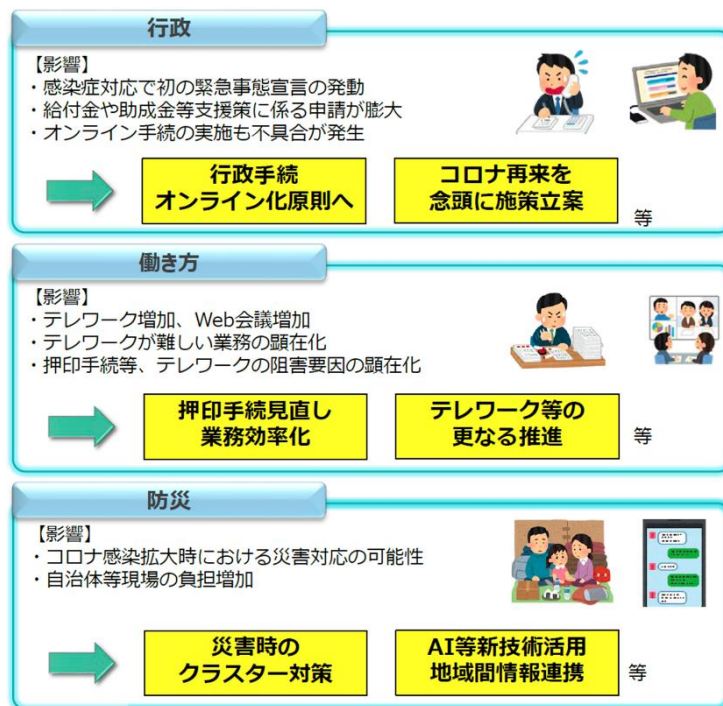 行政
【影響】
・感染症対応で初の緊急事態宣言の発動
・給付金や助成金等支援策に係る申請が膨大
・オンライン手続の実施も不具合が発生
行政手続
オンライン化原則へ
コロナ再来を
念頭に施策立案
等
働き方
【影響】
・テレワーク増加、Web会議増加
・テレワークが難しい業務の顕在化
・押印手続等、テレワークの阻害要因の顕在化
押印手続見直し
業務効率化
テレワーク等の
更なる推進
等
防災
【影響】
・コロナ感染拡大時における災害対応の可能性
・自治体等現場の負担増加
災害時の
クラスター対策
AI等新技術活用
地域間情報連携
等